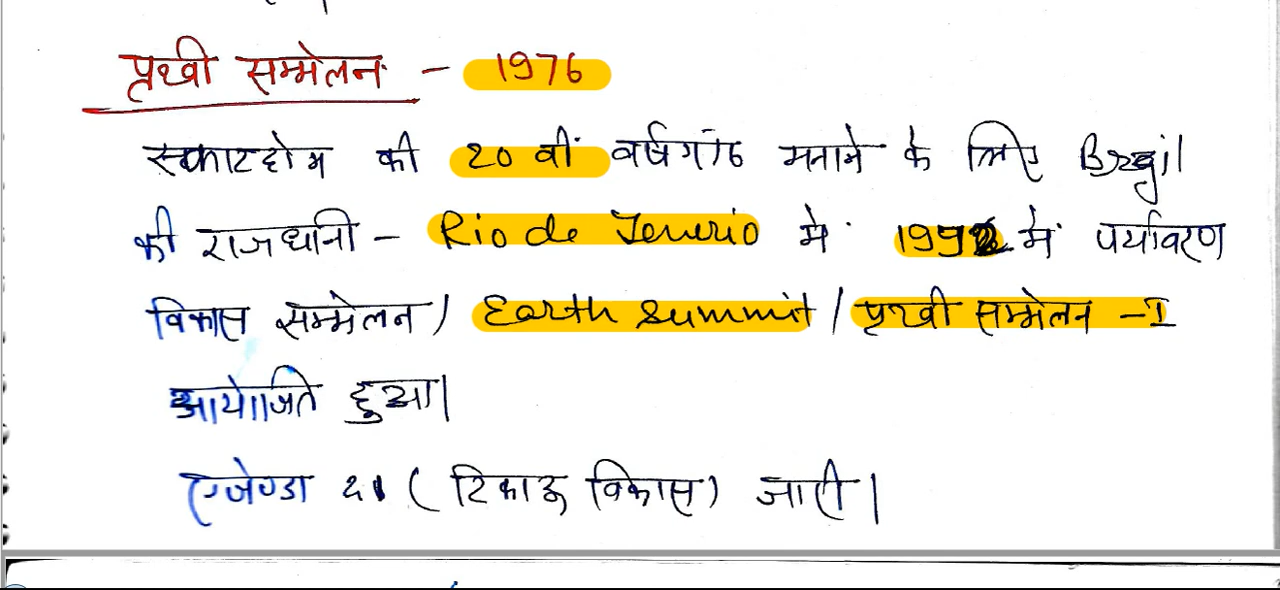 पृथ्वी सम्मेलन - 1976
स्काटहोम की 20 वीं वर्षगांठ मनाने के लिए Brazil
की राजधानी - Rio de Jenerio में 1992 में पर्यावरण
विकास सम्मेलन / Earth Summit / पृथ्वी सम्मेलन - I
आयोजित हुआ।
एजेण्डा 21 ( टिकाऊ विकास) जारी।